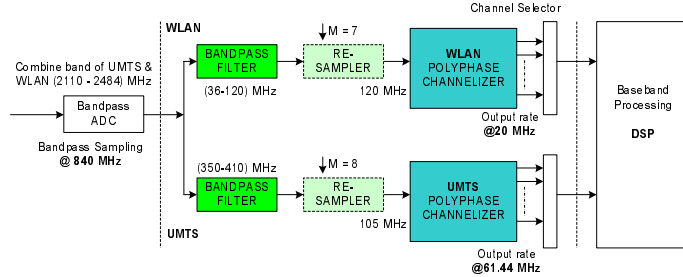 Channel Selector
WLAN
M = 7
Combine band of UMTS &
WLAN (2110 - 2484) MHz
BANDPASS
FILTER
RE-
SAMPLER
WLAN
POLYPHASE
CHANNELIZER
(36-120) MHz
120 MHz
Bandpass
ADC
Output rate
@20 MHz
Baseband
Processing
DSP
Bandpass Sampling
@ 840 MHz
(350-410) MHz
M = 8
BANDPASS
FILTER
RE-
SAMPLER
UMTS
POLYPHASE
CHANNELIZER
105 MHz
UMTS
Output rate
@61.44 MHz